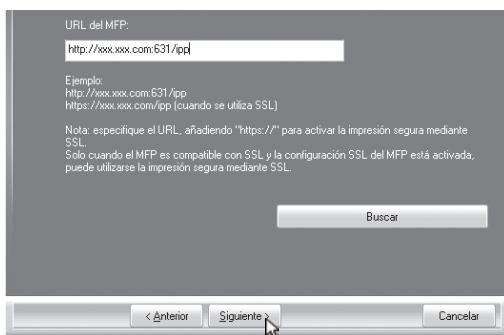 URL del MFP:
http://xxx.xxx.com:631/ipp
Ejemplo:
http://xxx.xxx.com:631/ipp
https://xxx.xxx.com/ipp (cuando se utiliza SSL)
Nota: especifique el URL, añadiendo "https://" para activar la impresión segura mediante
SSL.
Solo cuando el MFP es compatible con SSL y la configuración SSL del MFP está activada,
puede utilizarse la impresión segura mediante SSL.
Buscar
< Anterior
Siguiente >
Cancelar